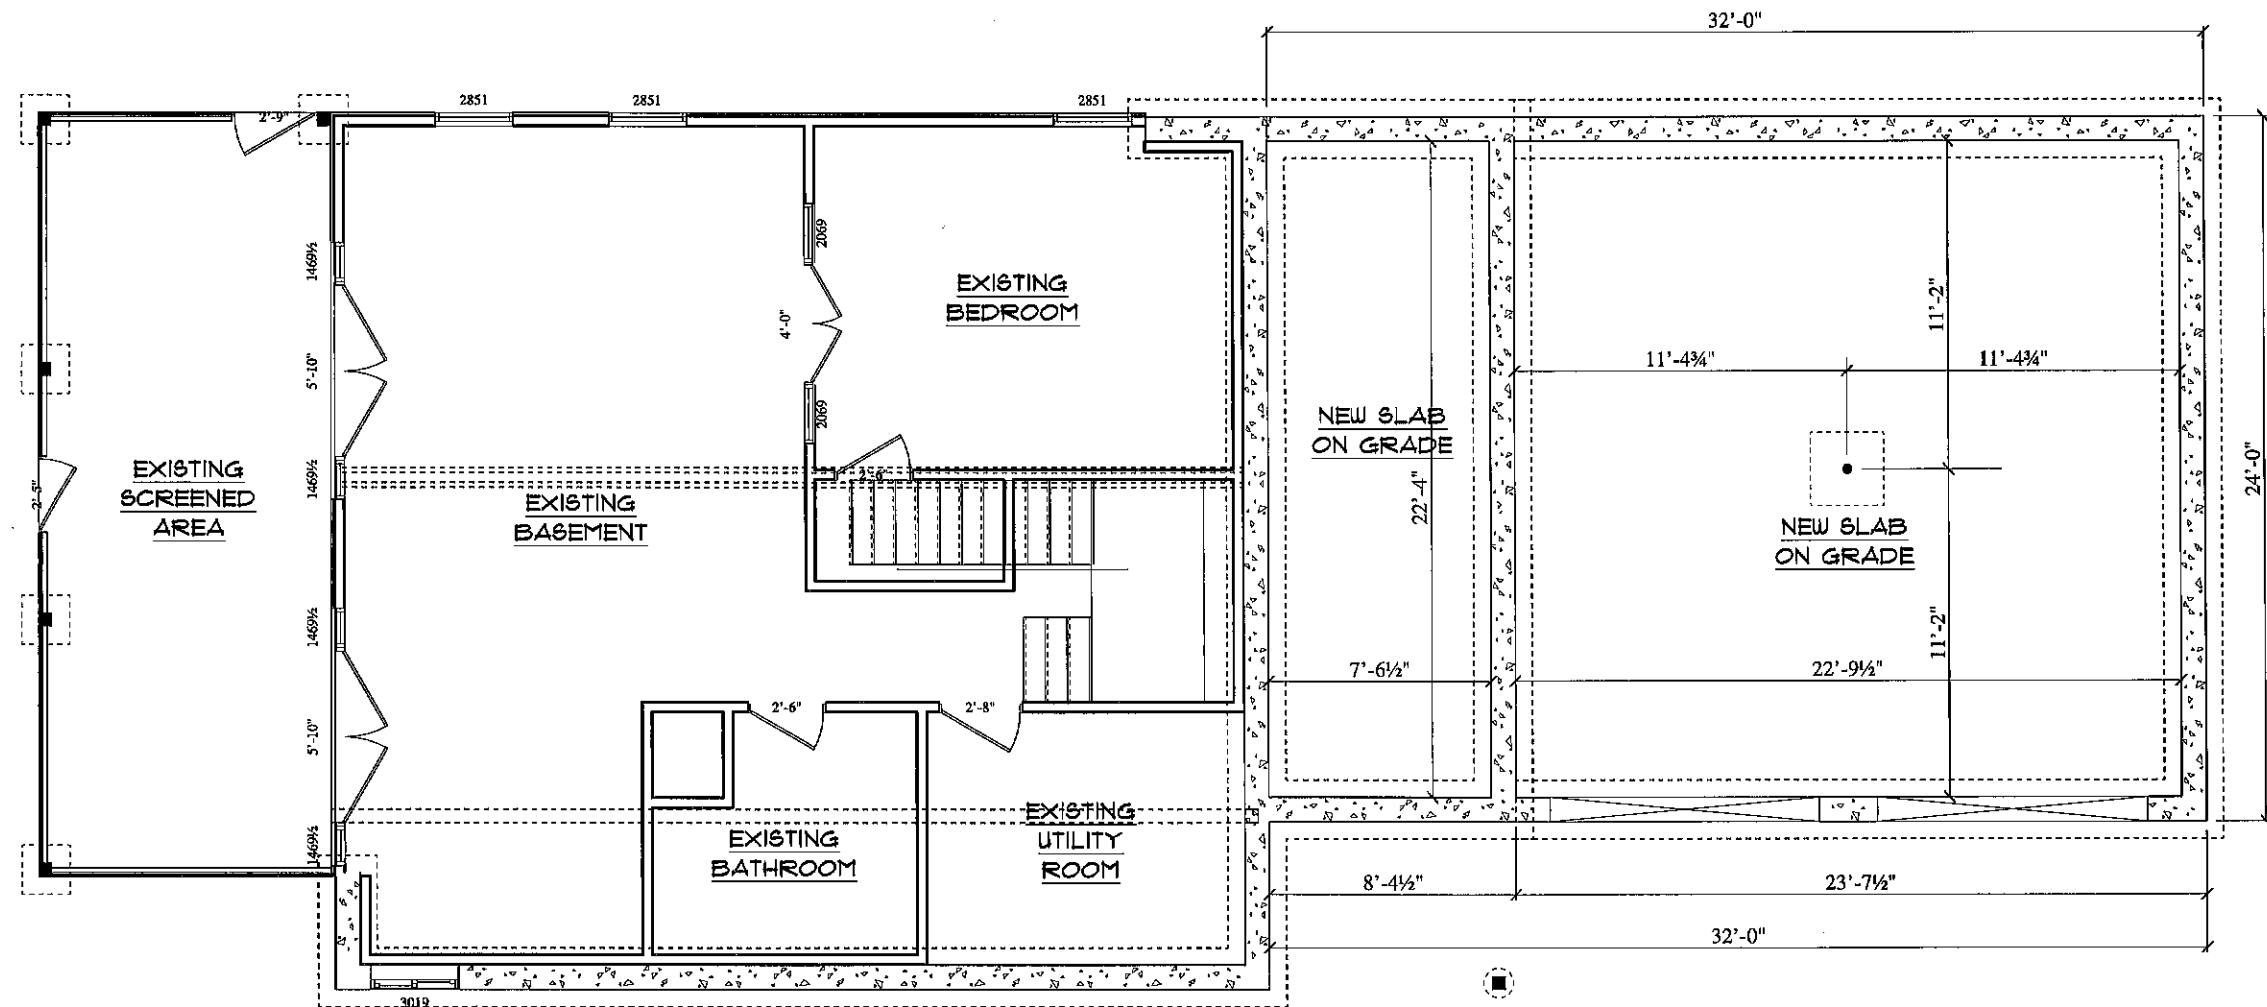 32'-0"
2851
2851
2851
2'-9"
1469½
2069
EXISTING
BEDROOM
11'-2"
4'-0"
5'-10"
11'-4¾"
11'-4¾"
2069
NEW SLAB
ON GRADE
EXISTING
SCREENED
AREA
2'-5"
1469½
EXISTING
BASEMENT
2'-6"
22'-4"
24'-0"
NEW SLAB
ON GRADE
1469½
11'-2"
7'-6½"
22'-9½"
5'-10"
2'-6"
2'-8"
1469½
EXISTING
BATHROOM
EXISTING
UTILITY
ROOM
8'-4½"
23'-7½"
32'-0"
3019